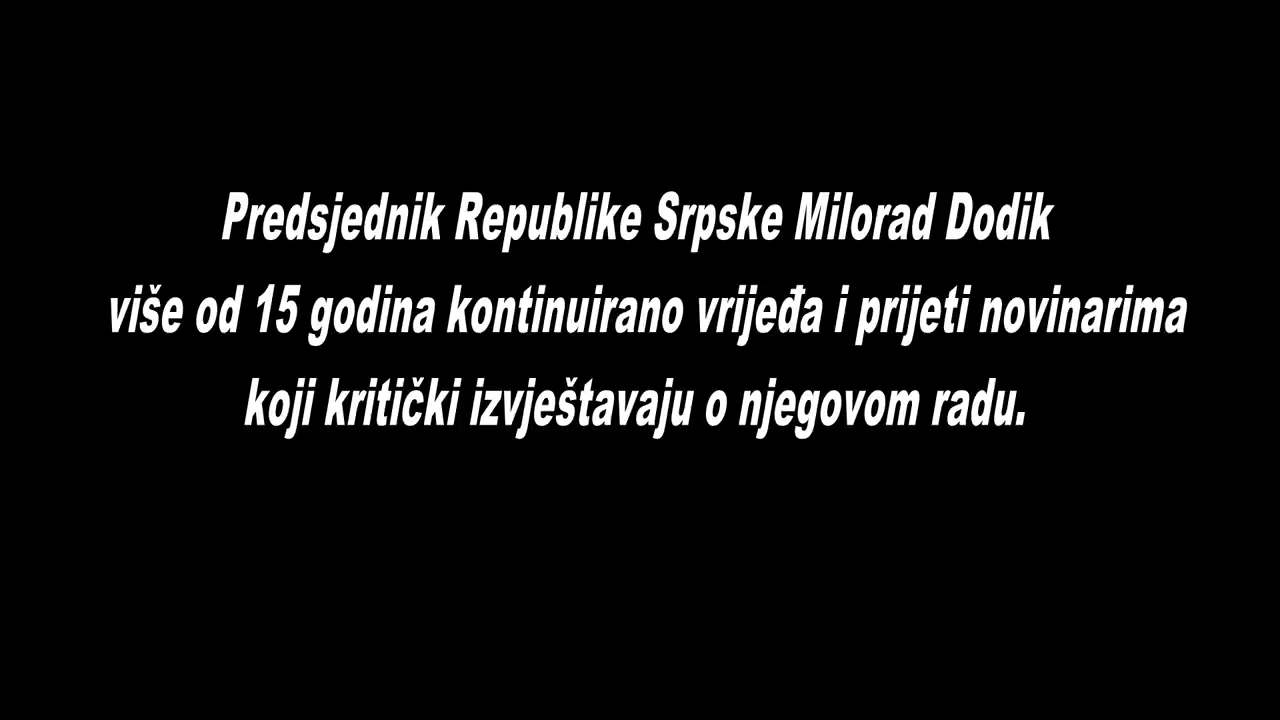 Predsjednik Republike Srpske Milorad Dodik
više od 15 godina kontinuirano vrijeđa i prijeti novinarima
koji kritički izvještavaju o njegovom radu.